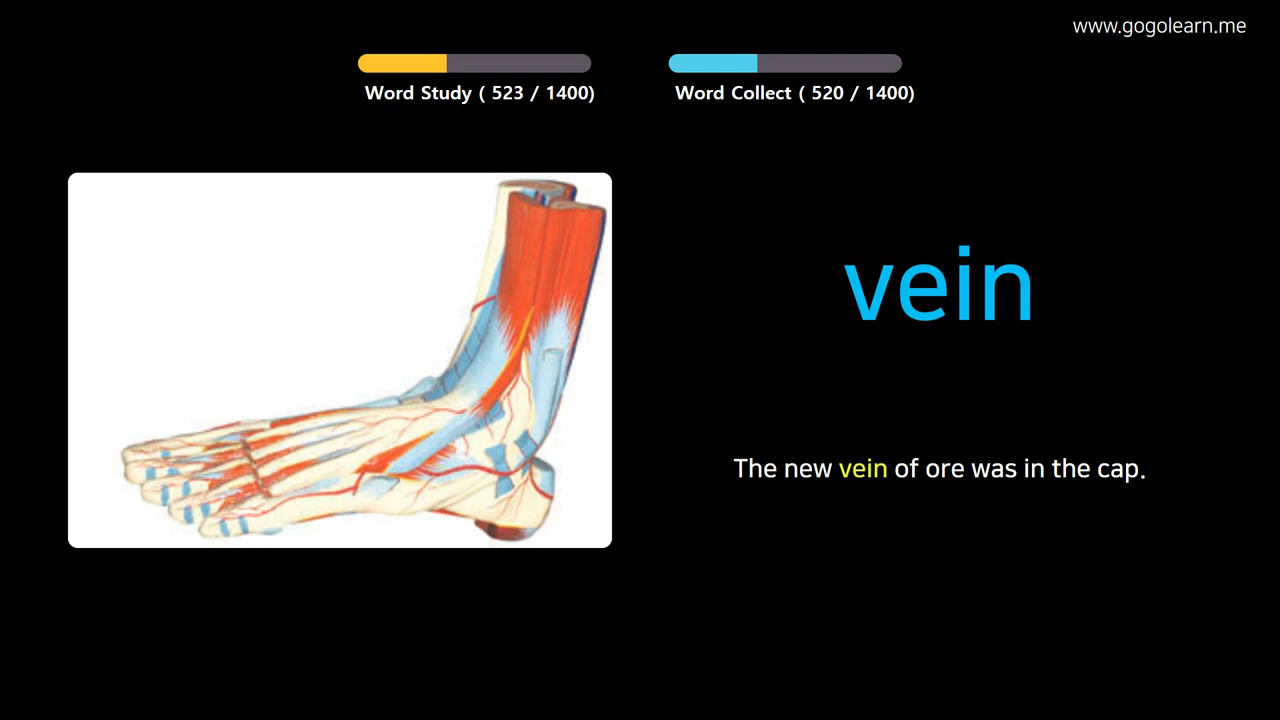 www.gogolearn.me
Word Study ( 523 / 1400)
Word Collect ( 520 / 1400)
vein
The new vein of ore was in the cap.